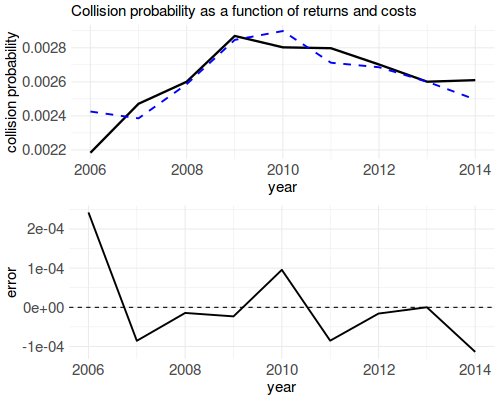 Collision probability as a function of returns and costs
collision probability
0.0028
0.0026
0.0024
0.0022
2006 2008 2010 2012 2014
year
error
2e-04
1e-04
0e+00
-1e-04
2006 2008 2010 2012 2014
year